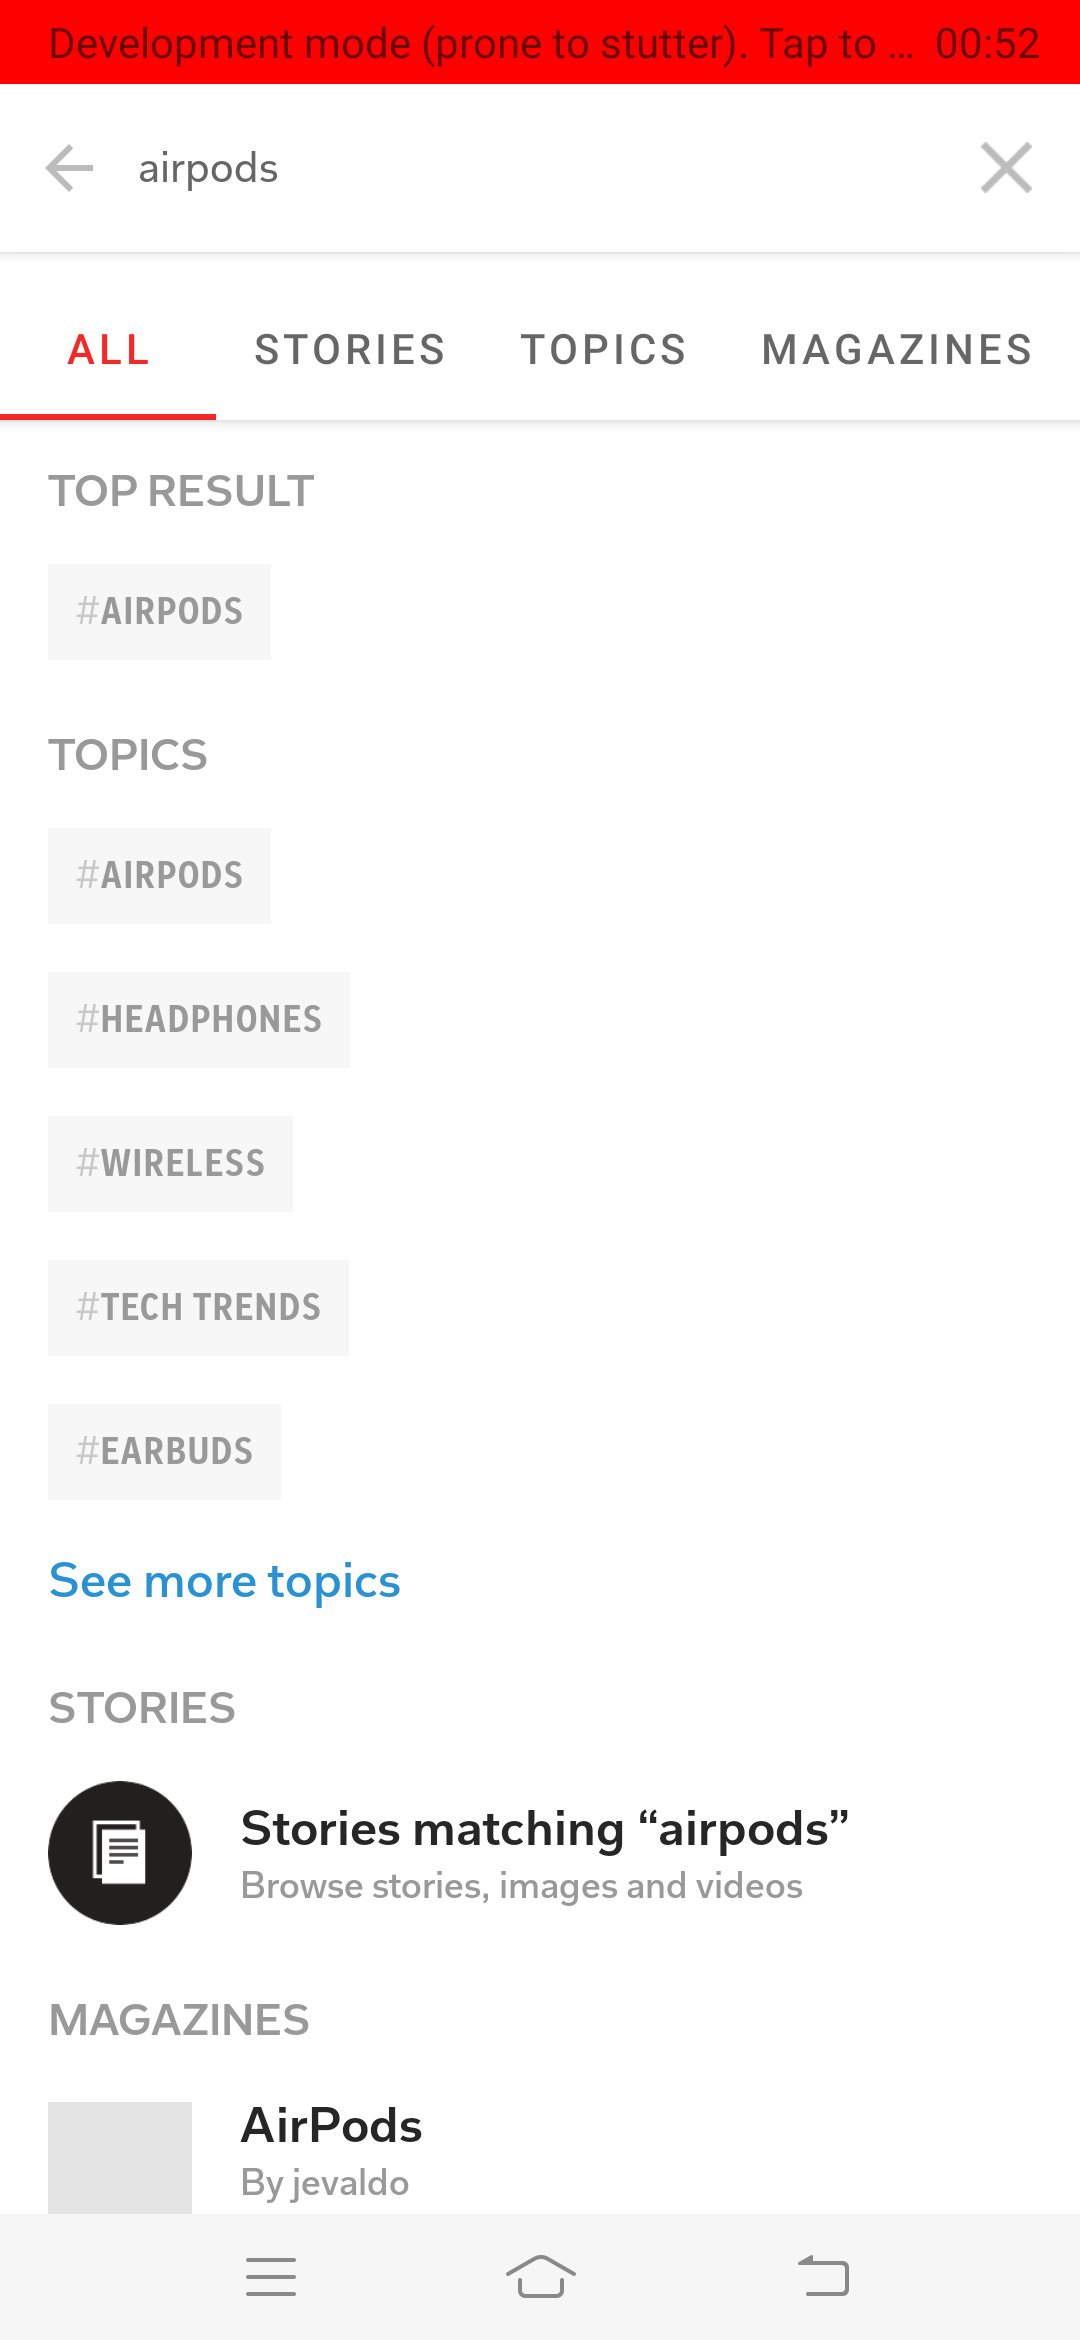 Development mode (prone to stutter). Tap to ... 00:52
airpods
ALL STORIES TOPICS MAGAZINES
TOP RESULT
#AIRPODS
TOPICS
#AIRPODS
#HEADPHONES
#WIRELESS
#TECH TRENDS
#EARBUDS
See more topics
STORIES
Stories matching “airpods”
Browse stories, images and videos
MAGAZINES
AirPods
By jevaldo